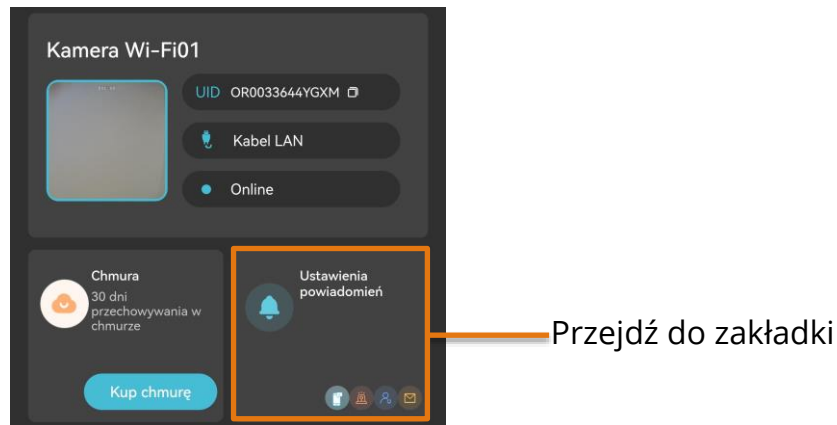 Kamera Wi-Fi01
UID OR0033644YGXM
Kabel LAN
Online
Chmura
30 dni
przechowywania w
chmurze
Kup chmurę
Ustawienia
powiadomień
Przejdź do zakładki